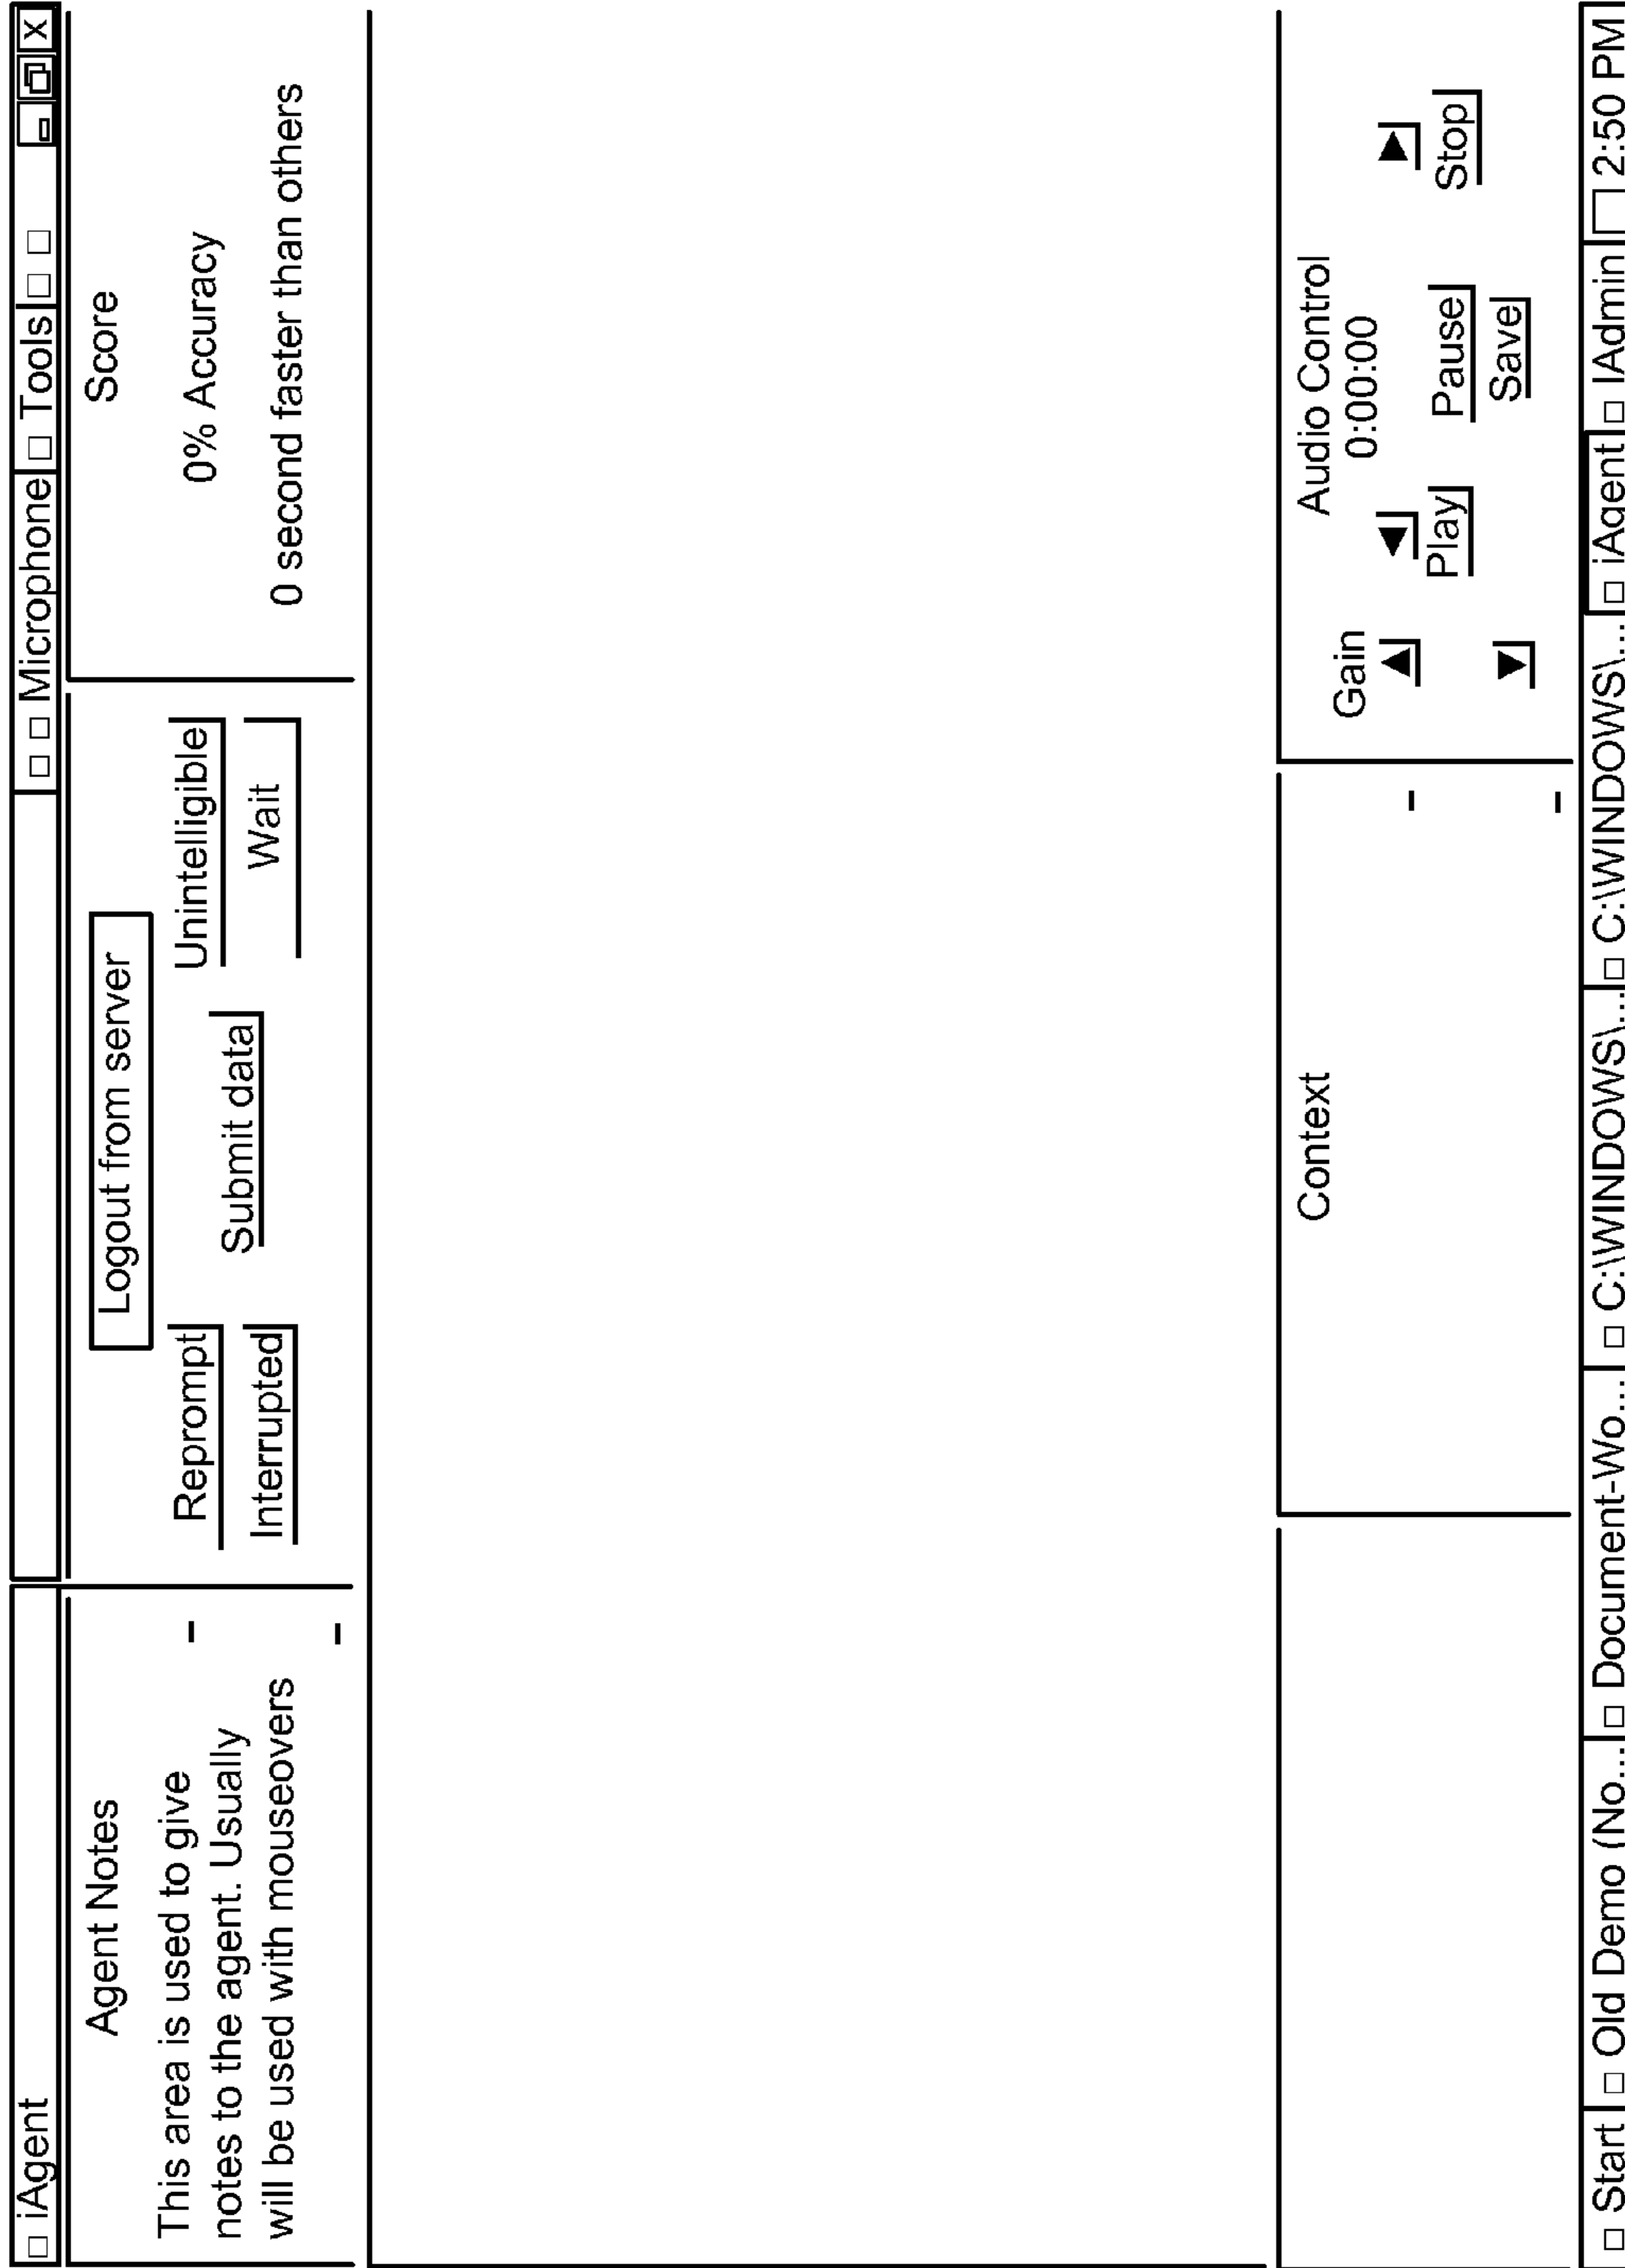 iAgent
Microphone
Tools
X
Agent Notes
This area is used to give
notes to the agent. Usually
will be used with mouseovers
Logout from server
Reprompt
Unintelligible
Submit data
Interrupted
Wait
Score
0% Accuracy
0 second faster than others
Context
Audio Control
Gain
0:00:00
Play
Pause
Stop
Save
Start
Old Demo (No...
Document-Wo...
C:\WINDOWS\...
C:\WINDOWS\...
iAgent
IAdmin
2:50 PM